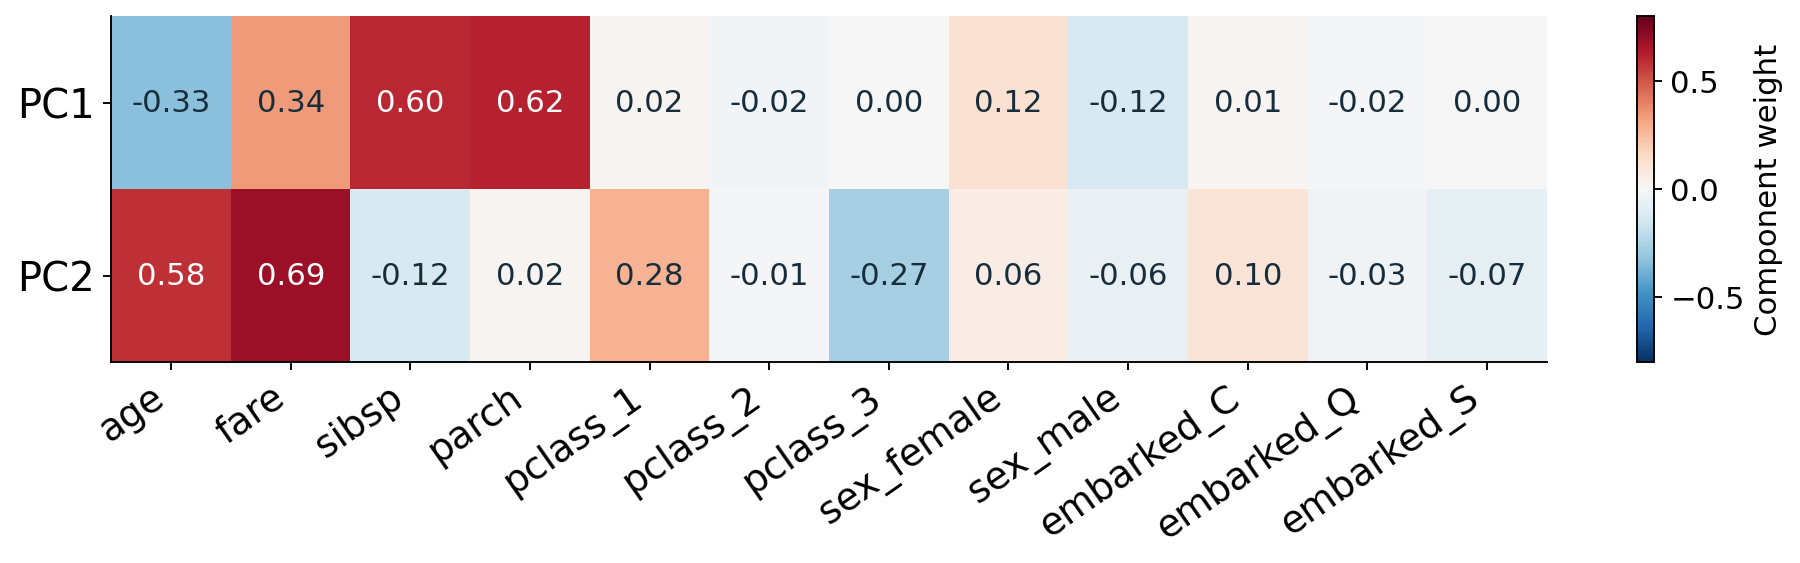 PC1 -0.33 0.34 0.60 0.62 0.02 -0.02 0.00 0.12 -0.12 0.01 -0.02 0.00
PC2 0.58 0.69 -0.12 0.02 0.28 -0.01 -0.27 0.06 -0.06 0.10 -0.03 -0.07
age fare sibsp parch pclass_1 pclass_2 pclass_3 sex_female sex_male embarked_C embarked_Q embarked_S
0.5
0.0
−0.5
Component weight